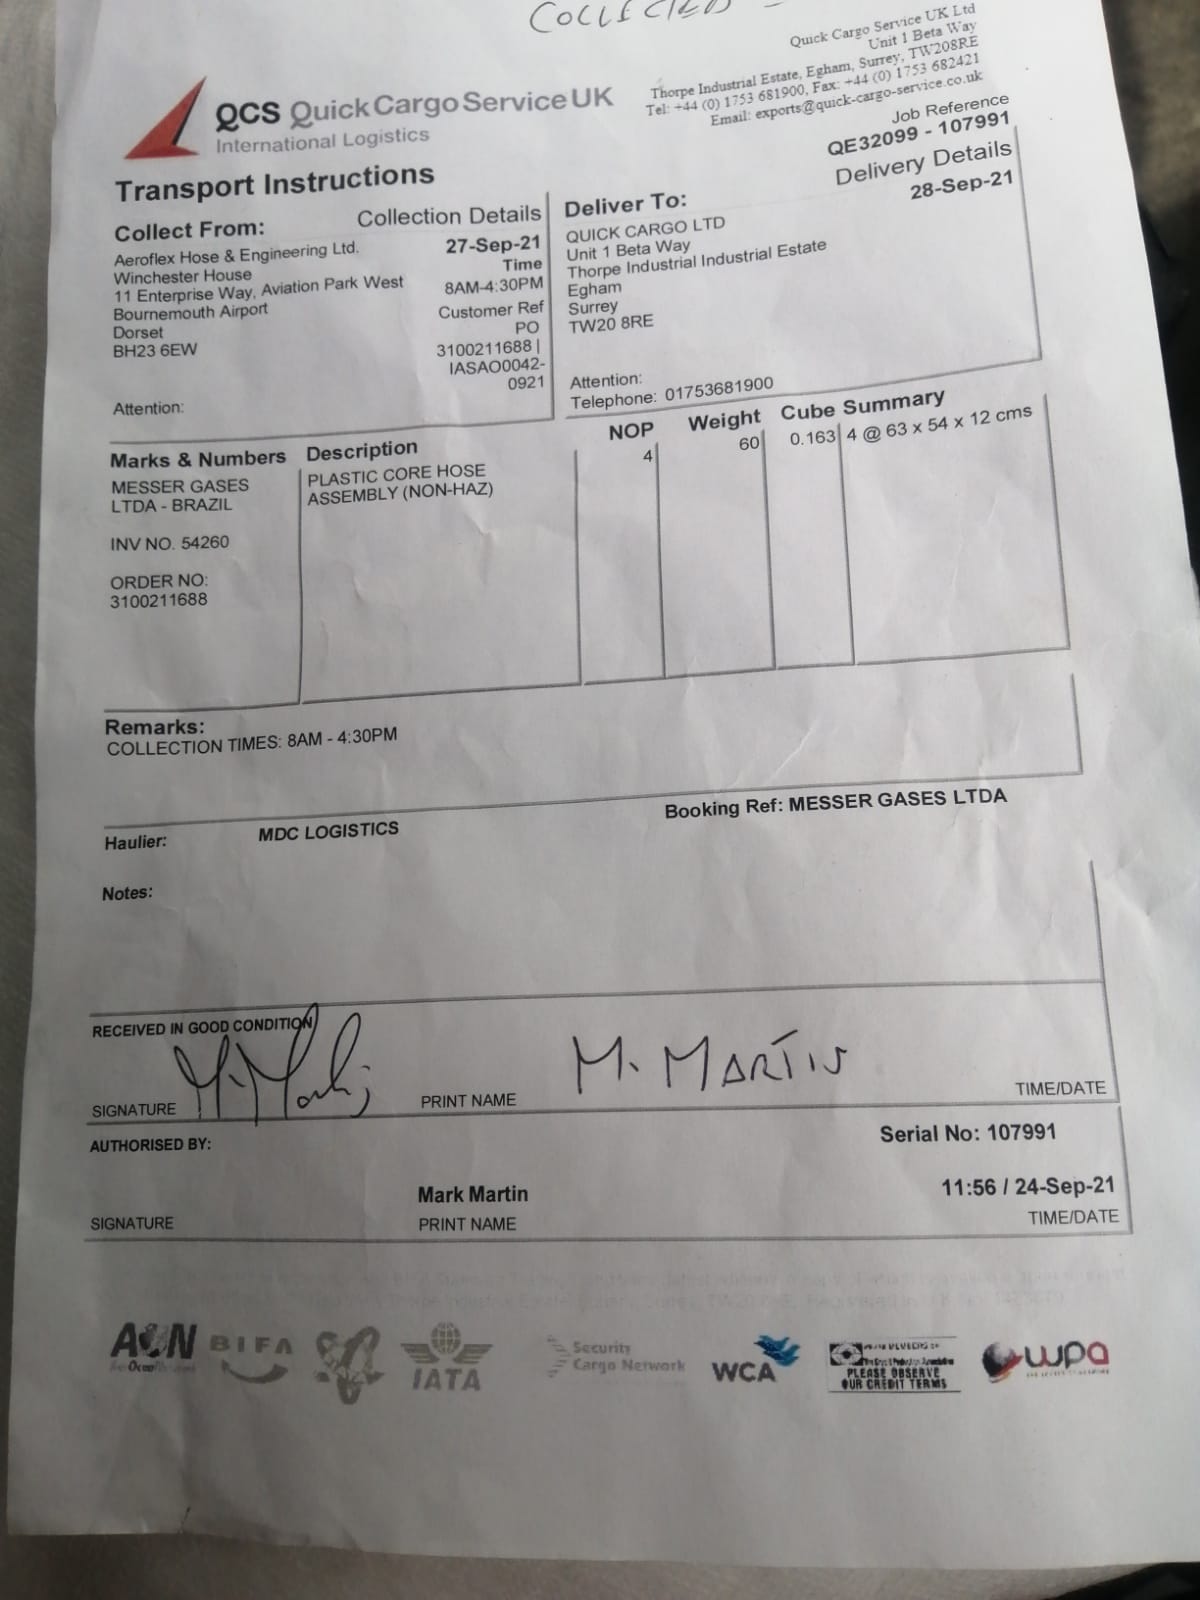 COLLECTED
Quick Cargo Service UK Ltd
Unit 1 Beta Way
Thorpe Industrial Estate, Egham, Surrey, TW208RE
Tel: +44 (0) 1753 681900, Fax: +44 (0) 1753 682421
Email: exports@quick-cargo-service.co.uk
QCS Quick Cargo Service UK
International Logistics
Job Reference
QE32099 - 107991
Transport Instructions
Delivery Details
28-Sep-21
Collect From:
Collection Details
Aeroflex Hose & Engineering Ltd.
Winchester House
11 Enterprise Way, Aviation Park West
Bournemouth Airport
Dorset
BH23 6EW
Attention:
27-Sep-21
Time
8AM-4:30PM
Customer Ref
PO
3100211688 |
IASAO0042-
0921
Deliver To:
QUICK CARGO LTD
Unit 1 Beta Way
Thorpe Industrial Industrial Estate
Egham
Surrey
TW20 8RE
Attention:
Telephone: 01753681900
Marks & Numbers Description NOP Weight Cube Summary
MESSER GASES
LTDA - BRAZIL
INV NO. 54260
ORDER NO:
3100211688
PLASTIC CORE HOSE
ASSEMBLY (NON-HAZ)
4 60 0.163 4 @ 63 x 54 x 12 cms
Remarks:
COLLECTION TIMES: 8AM - 4:30PM
Booking Ref: MESSER GASES LTDA
Haulier: MDC LOGISTICS
Notes:
RECEIVED IN GOOD CONDITION
M. MARTIN
SIGNATURE PRINT NAME TIME/DATE
AUTHORISED BY:
Serial No: 107991
Mark Martin 11:56 / 24-Sep-21
SIGNATURE PRINT NAME TIME/DATE
BIFA
IATA
Security
Cargo Network
WCA
PLEASE OBSERVE
OUR CREDIT TERMS
wpa